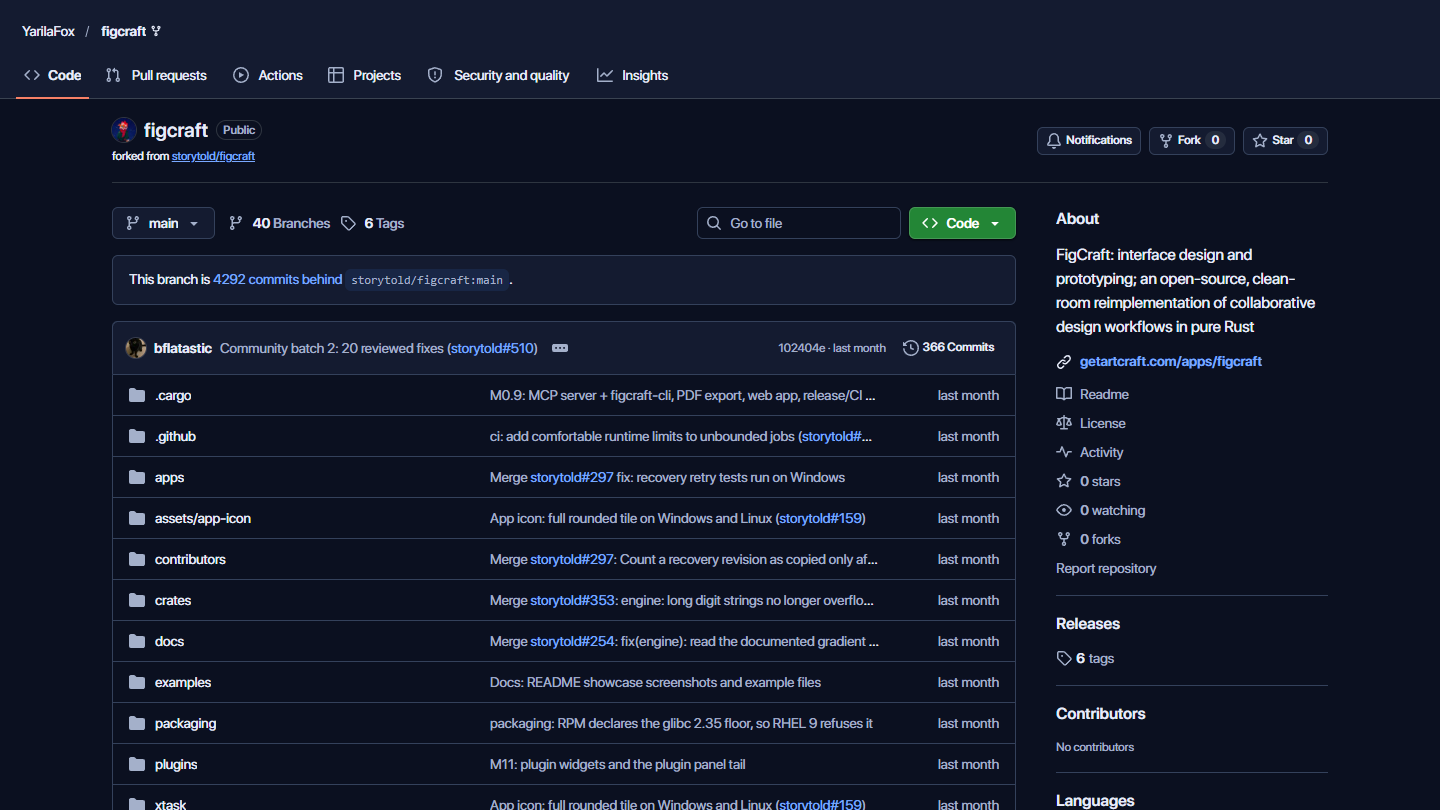 YarilaFox / figcraft
Code Pull requests Actions Projects Security and quality Insights
figcraft Public
forked from storytold/figcraft
Notifications Fork 0 Star 0
main 40 Branches 6 Tags Go to file Code
This branch is 4292 commits behind storytold/figcraft:main .
bflatastic Community batch 2: 20 reviewed fixes (storytold#510) 102404e · last month 366 Commits
.cargo M0.9: MCP server + figcraft-cli, PDF export, web app, release/CI ... last month
.github ci: add comfortable runtime limits to unbounded jobs (storytold#... last month
apps Merge storytold#297 fix: recovery retry tests run on Windows last month
assets/app-icon App icon: full rounded tile on Windows and Linux (storytold#159) last month
contributors Merge storytold#297: Count a recovery revision as copied only af... last month
crates Merge storytold#353: engine: long digit strings no longer overflo... last month
docs Merge storytold#254: fix(engine): read the documented gradient ... last month
examples Docs: README showcase screenshots and example files last month
packaging packaging: RPM declares the glibc 2.35 floor, so RHEL 9 refuses it last month
plugins M11: plugin widgets and the plugin panel tail last month
xtask App icon: full rounded tile on Windows and Linux (storytold#159) last month
About
FigCraft: interface design and
prototyping; an open-source, clean-
room reimplementation of collaborative
design workflows in pure Rust
getartcraft.com/apps/figcraft
Readme
License
Activity
0 stars
0 watching
0 forks
Report repository
Releases
6 tags
Contributors
No contributors
Languages